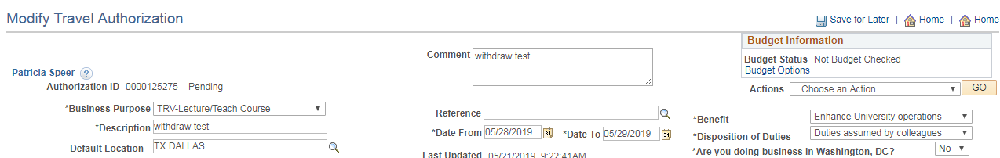 Modify Travel Authorization
Save for Later | Home | Home
Budget Information
Comment withdraw test
Budget Status Not Budget Checked
Budget Options
Patricia Speer ?
Authorization ID 0000125275 Pending
Actions ...Choose an Action GO
*Business Purpose TRV-Lecture/Teach Course
Reference
*Benefit Enhance University operations
*Description withdraw test
*Date From 05/28/2019 31 *Date To 05/29/2019 31
*Disposition of Duties Duties assumed by colleagues
Default Location TX DALLAS
*Are you doing business in Washington, DC? No
Last Updated 05/21/2019 9:22:41AM